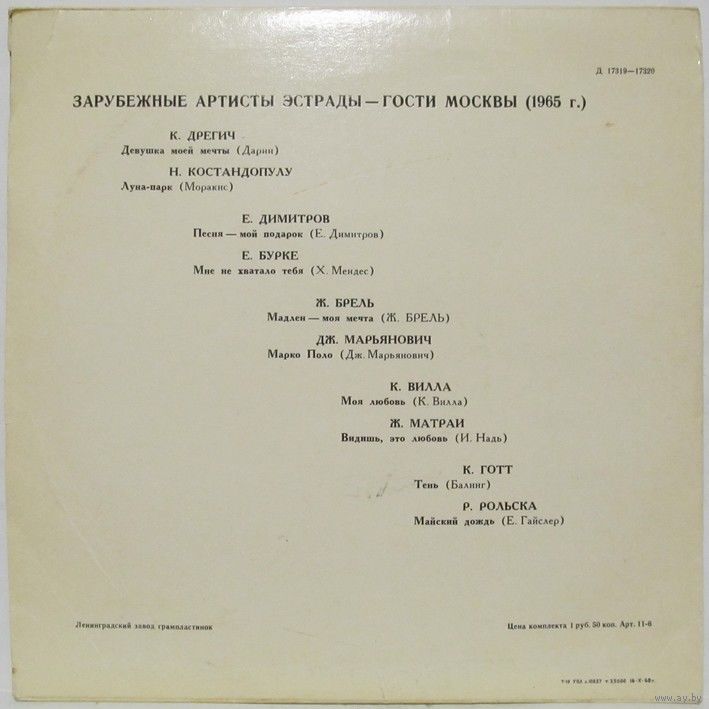 Д 17319—17320
ЗАРУБЕЖНЫЕ АРТИСТЫ ЭСТРАДЫ — ГОСТИ МОСКВЫ (1965 г.)
К. ДРЕГИЧ
Девушка моей мечты (Дарин)
Н. КОСТАНДОПУЛУ
Луна-парк (Моракис)
Е. ДИМИТРОВ
Песня — мой подарок (Е. Димитров)
Е. БУРКЕ
Мне не хватало тебя (Х. Мендес)
Ж. БРЕЛЬ
Мадлен — моя мечта (Ж. БРЕЛЬ)
ДЖ. МАРЬЯНОВИЧ
Марко Поло (Дж. Марьянович)
К. ВИЛЛА
Моя любовь (К. Вилла)
Ж. МАТРАИ
Видишь, это любовь (И. Надь)
К. ГОТТ
Тень (Балинг)
Р. РОЛЬСКА
Майский дождь (Е. Гайслер)
Ленинградский завод грампластинок
Цена комплекта 1 руб. 50 коп. Арт. 11-6
www.ay.by